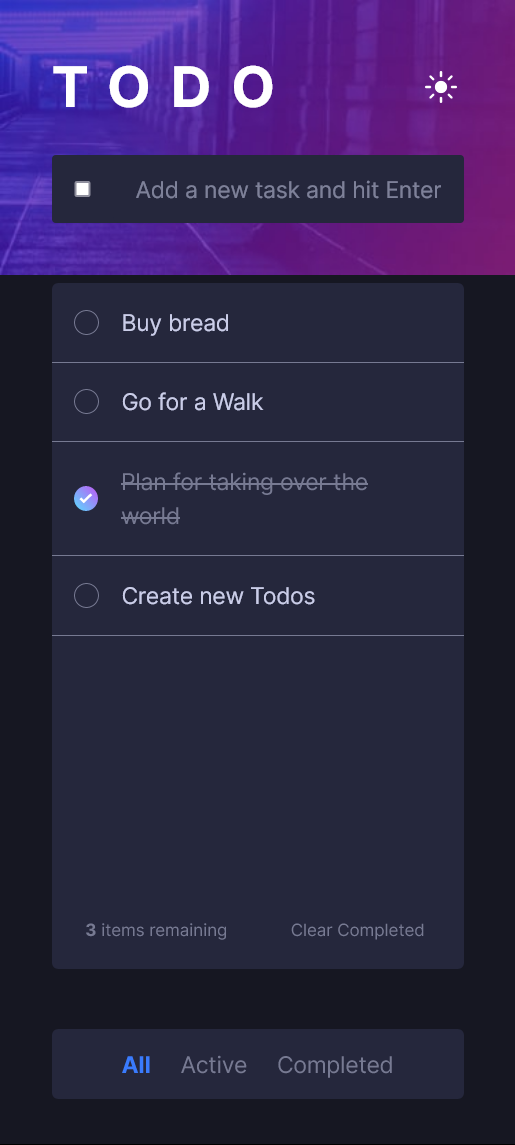 TODO
Add a new task and hit Enter
Buy bread
Go for a Walk
Plan for taking over the
world
Create new Todos
3 items remaining Clear Completed
All Active Completed